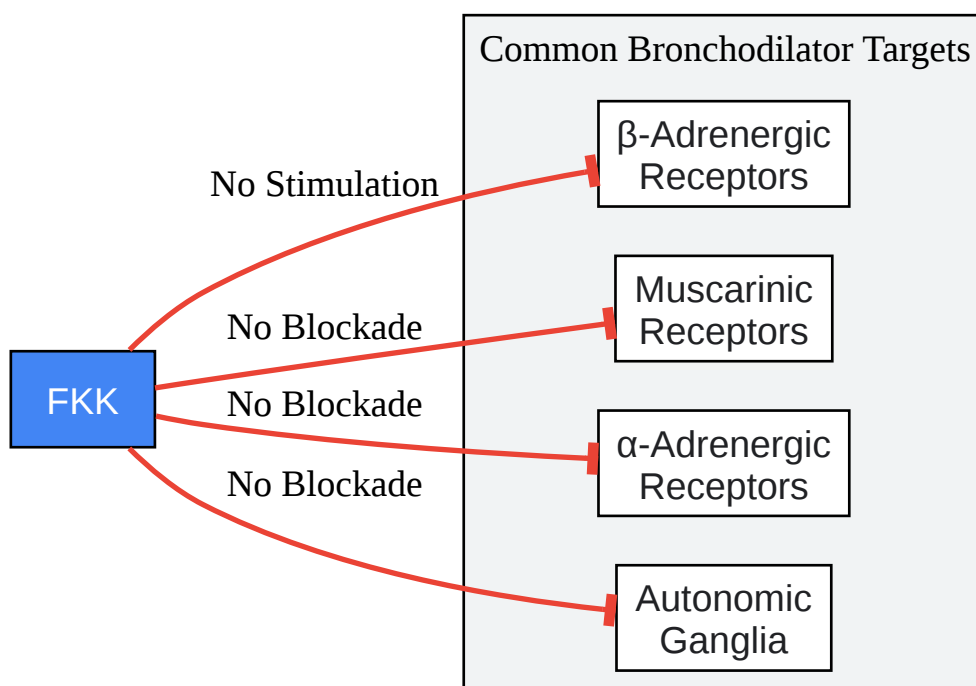 Common Bronchodilator Targets
β-Adrenergic
Receptors
No Stimulation
Muscarinic
Receptors
No Blockade
FKK
No Blockade
α-Adrenergic
Receptors
No Blockade
Autonomic
Ganglia